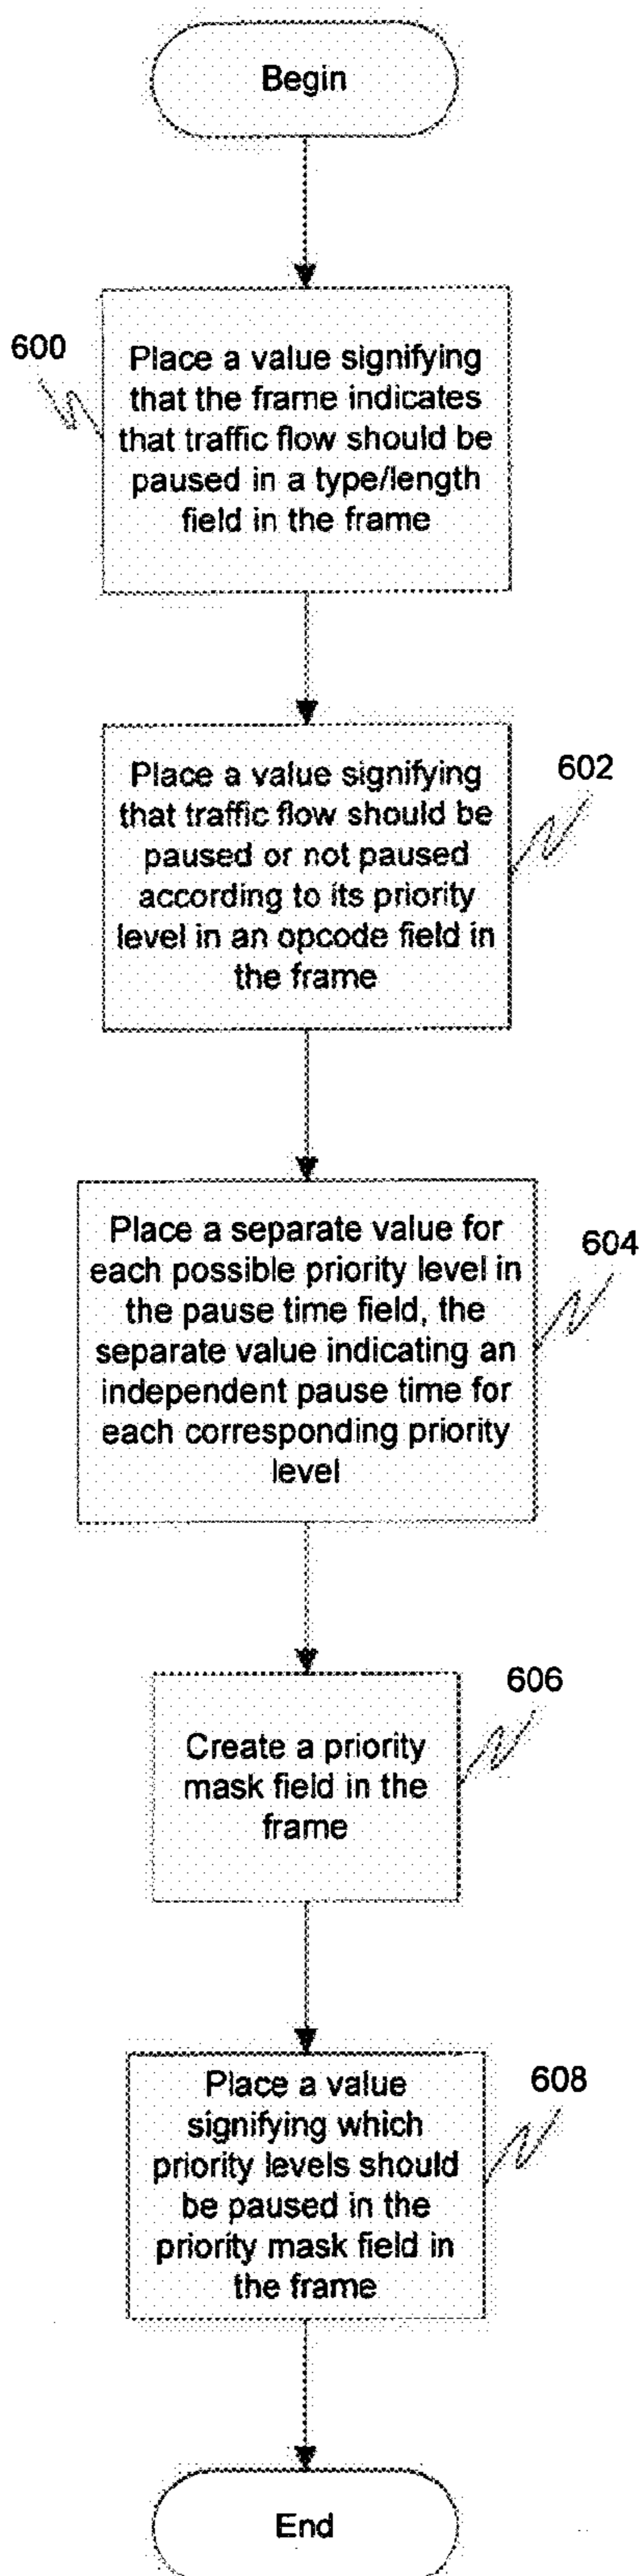 Begin
600
Place a value signifying
that the frame indicates
that traffic flow should be
paused in a type/length
field in the frame
602
Place a value signifying
that traffic flow should be
paused or not paused
according to its priority
level in an opcode field in
the frame
604
Place a separate value for
each possible priority level in
the pause time field, the
separate value indicating an
independent pause time for
each corresponding priority
level
606
Create a priority
mask field in the
frame
608
Place a value
signifying which
priority levels should
be paused in the
priority mask field in
the frame
End